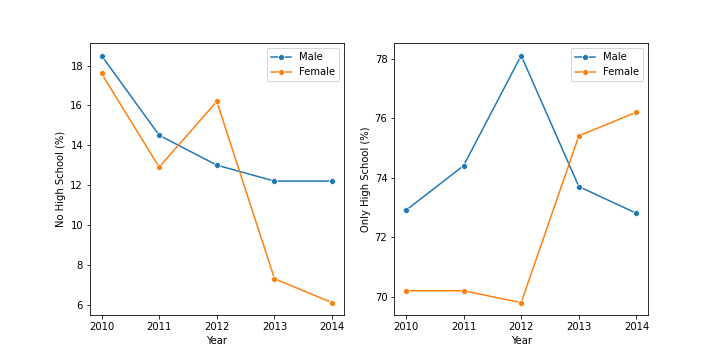 No High School (%)
18
16
14
12
10
8
6
Male
Female
2010 2011 2012 2013 2014
Year
Only High School (%)
78
76
74
72
70
Male
Female
2010 2011 2012 2013 2014
Year